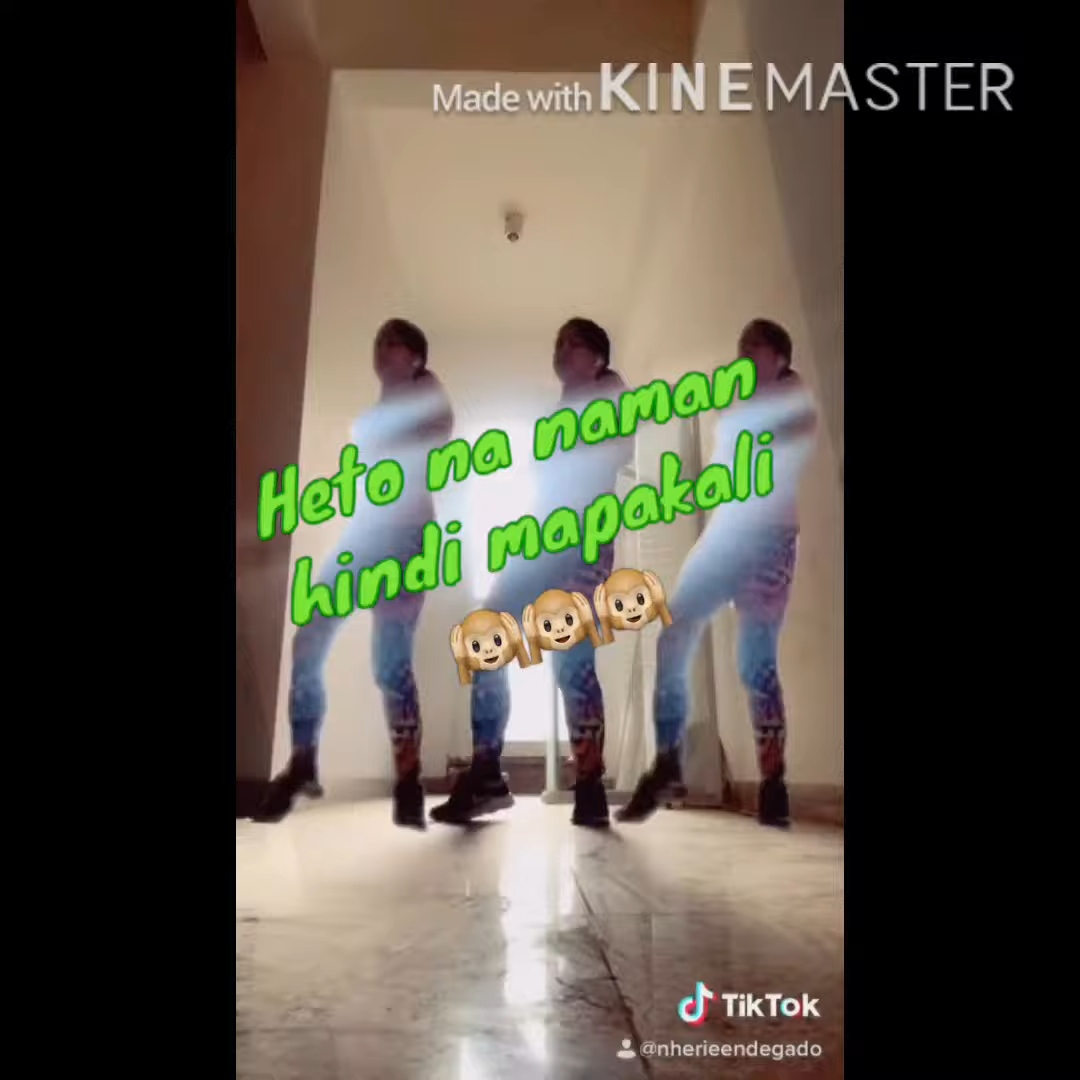 Made with KINEMASTER
Heto na naman
hindi mapakali
🙉🙉🙉
TikTok
@nherieendegado